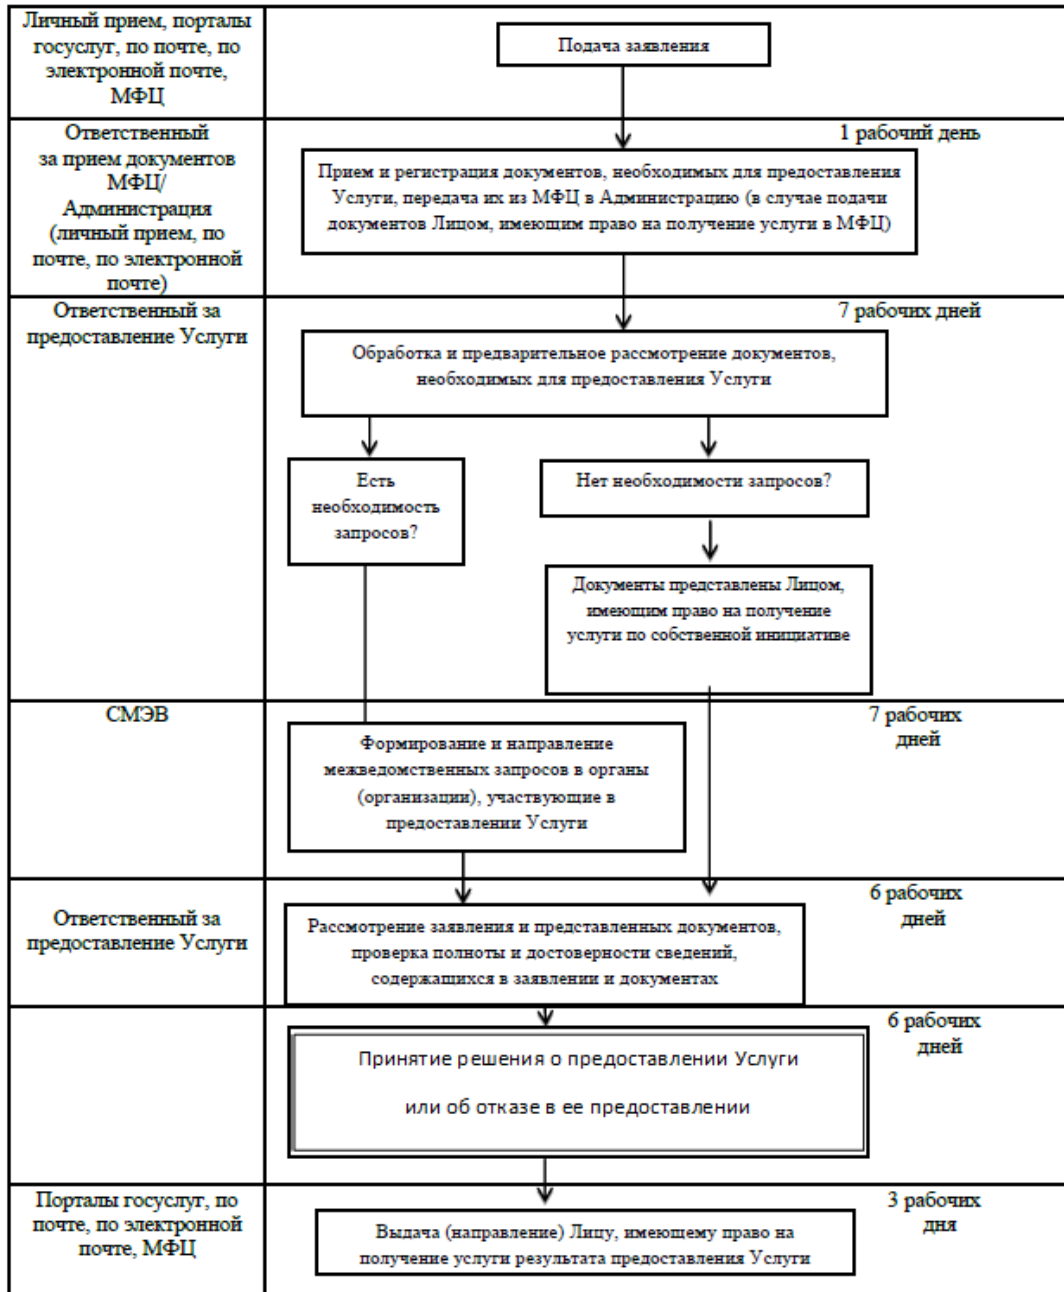 Личный прием, порталы
госуслуг, по почте, по
электронной почте,
МФЦ
Подача заявления
Ответственный
за прием документов
МФЦ/
Администрация
(личный прием, по
почте, по электронной
почте)
1 рабочий день
Прием и регистрация документов, необходимых для предоставления
Услуги, передача их из МФЦ в Администрацию (в случае подачи
документов Лицом, имеющим право на получение услуги в МФЦ)
Ответственный за
предоставление Услуги
7 рабочих дней
Обработка и предварительное рассмотрение документов,
необходимых для предоставления Услуги
Есть
необходимость
запросов?
Нет необходимости запросов?
Документы представлены Лицом,
имеющим право на получение
услуги по собственной инициативе
СМЭВ
7 рабочих
дней
Формирование и направление
межведомственных запросов в органы
(организации), участвующие в
предоставлении Услуги
Ответственный за
предоставление Услуги
6 рабочих
дней
Рассмотрение заявления и представленных документов,
проверка полноты и достоверности сведений,
содержащихся в заявлении и документах
6 рабочих
дней
Принятие решения о предоставлении Услуги
или об отказе в ее предоставлении
Порталы госуслуг, по
почте, по электронной
почте, МФЦ
3 рабочих
дня
Выдача (направление) Лицу, имеющему право на
получение услуги результата предоставления Услуги